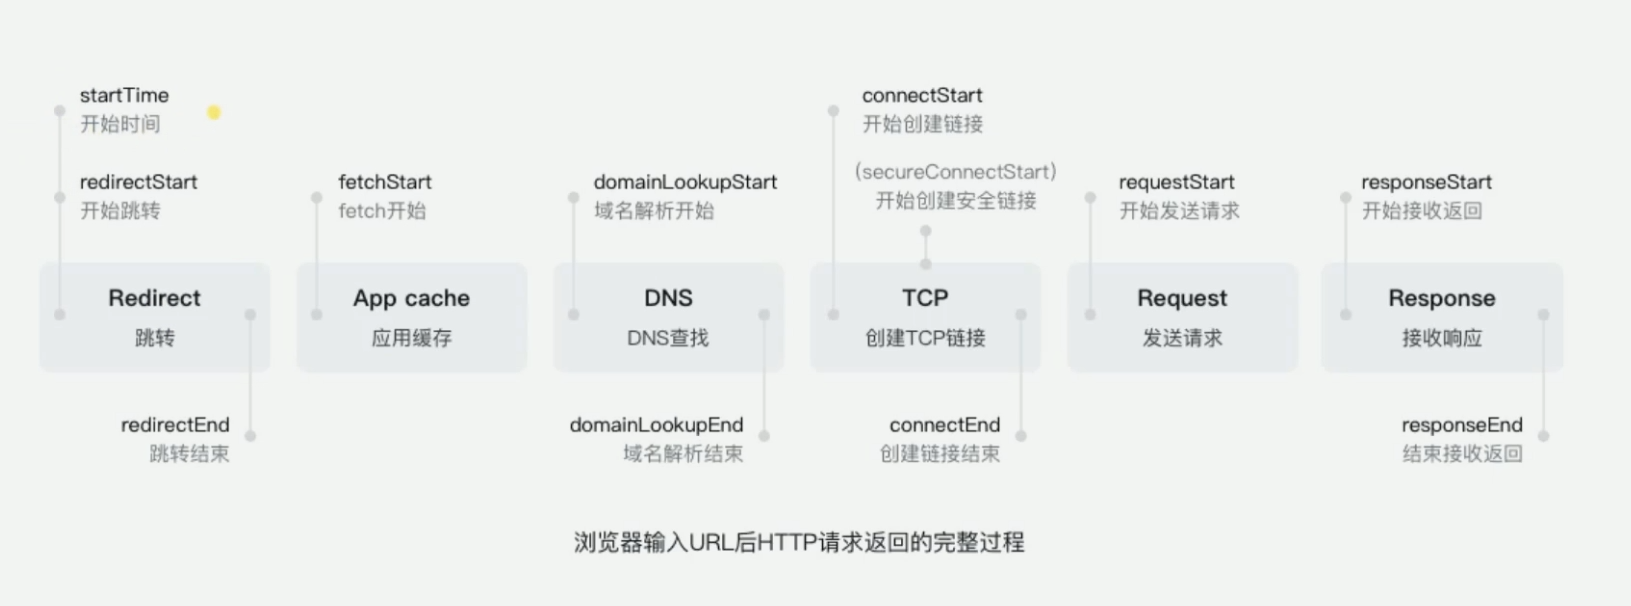 startTime
开始时间
connectStart
开始创建链接
redirectStart
开始跳转
fetchStart
fetch开始
domainLookupStart
域名解析开始
(secureConnectStart)
开始创建安全链接
requestStart
开始发送请求
responseStart
开始接收返回
Redirect
跳转
App cache
应用缓存
DNS
DNS查找
TCP
创建TCP链接
Request
发送请求
Response
接收响应
redirectEnd
跳转结束
domainLookupEnd
域名解析结束
connectEnd
创建链接结束
responseEnd
结束接收返回
浏览器输入URL后HTTP请求返回的完整过程